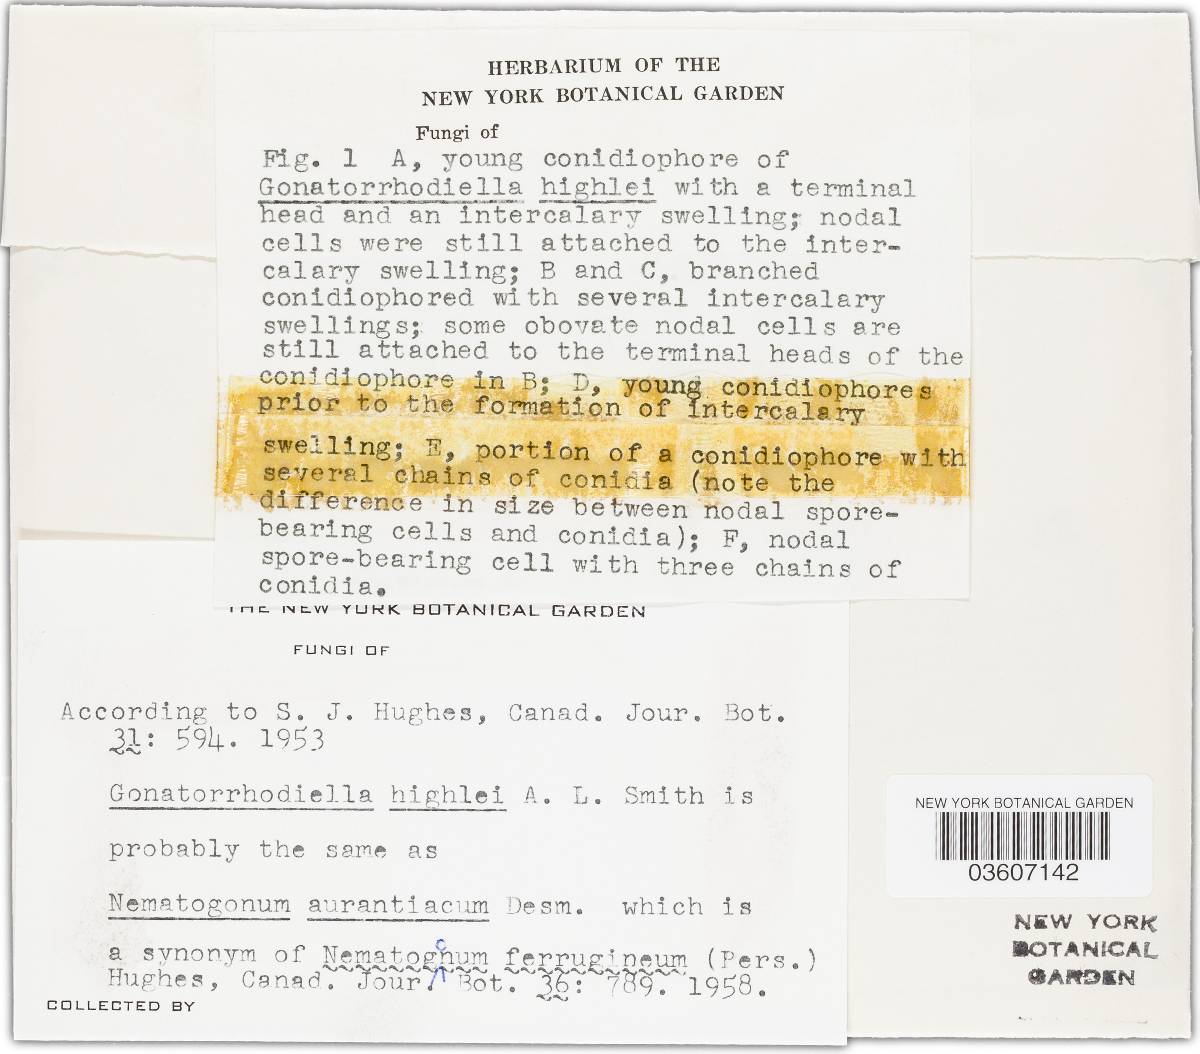 HERBARIUM OF THE
NEW YORK BOTANICAL GARDEN
Fungi of
Fig. 1 A, young conidiophore of
Gonatorrhodiella highlei with a terminal
head and an intercalary swelling; nodal
cells were still attached to the inter-
calary swelling; B and C, branched
conidiophored with several intercalary
swellings; some obovate nodal cells are
still attached to the terminal heads of the
conidiophore in B; D, young conidiophores
prior to the formation of intercalary
swelling; E, portion of a conidiophore with
several chains of conidia (note the
difference in size between nodal spore-
bearing cells and conidia); F, nodal
spore-bearing cell with three chains of
conidia.
THE NEW YORK BOTANICAL GARDEN
FUNGI OF
According to S. J. Hughes, Canad. Jour. Bot.
31: 594. 1953
Gonatorrhodiella highlei A. L. Smith is
probably the same as
Nematogonum aurantiacum Desm. which is
a synonym of Nematoghum ferrugineum (Pers.)
Hughes, Canad. Jour. Bot. 36: 789. 1958.
COLLECTED BY
NEW YORK BOTANICAL GARDEN
03607142
NEW YORK
BOTANICAL
GARDEN